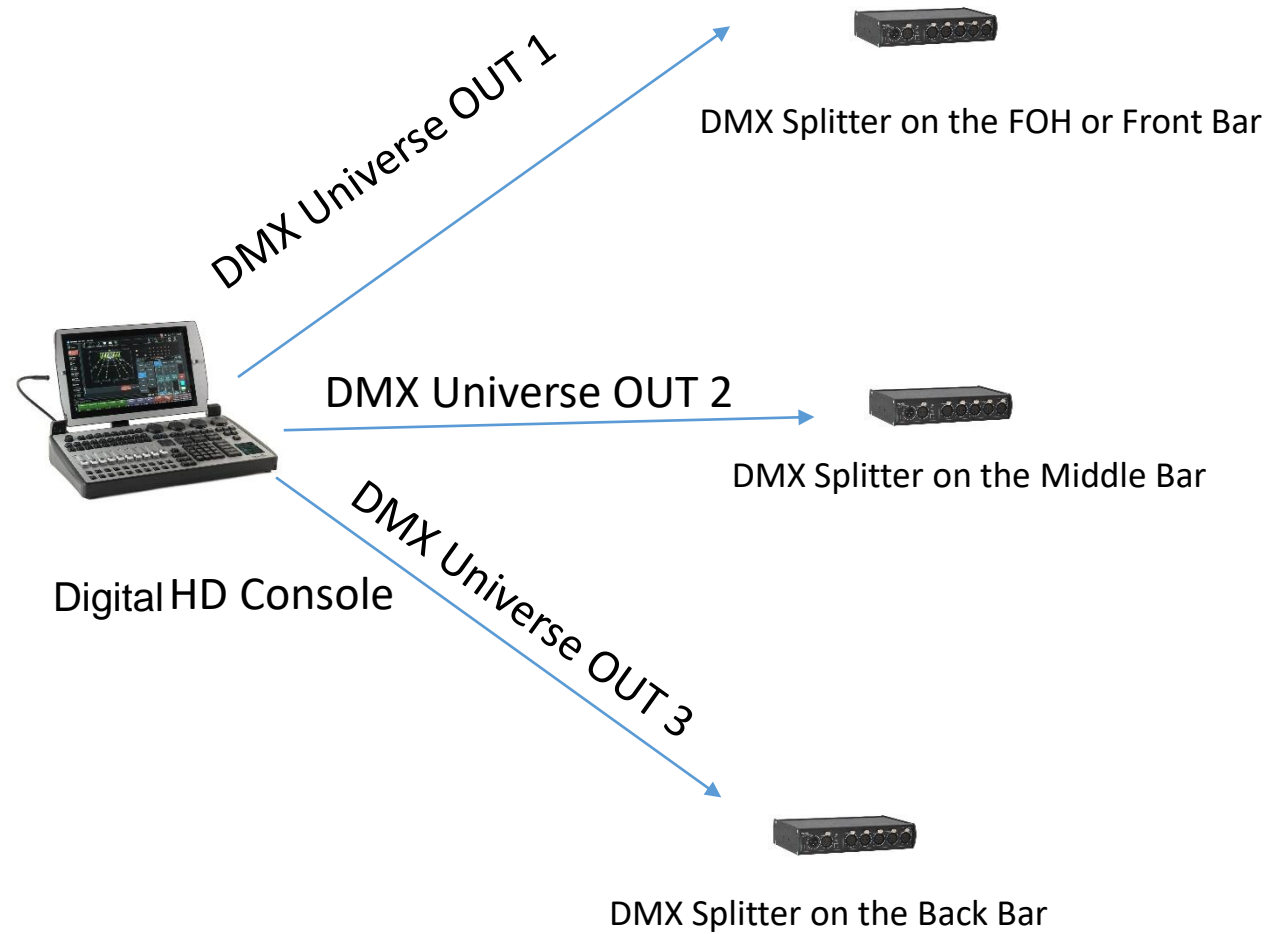 DMX Universe OUT 1
DMX Splitter on the FOH or Front Bar
DMX Universe OUT 2
DMX Splitter on the Middle Bar
DMX Universe OUT 3
Digital HD Console
DMX Splitter on the Back Bar